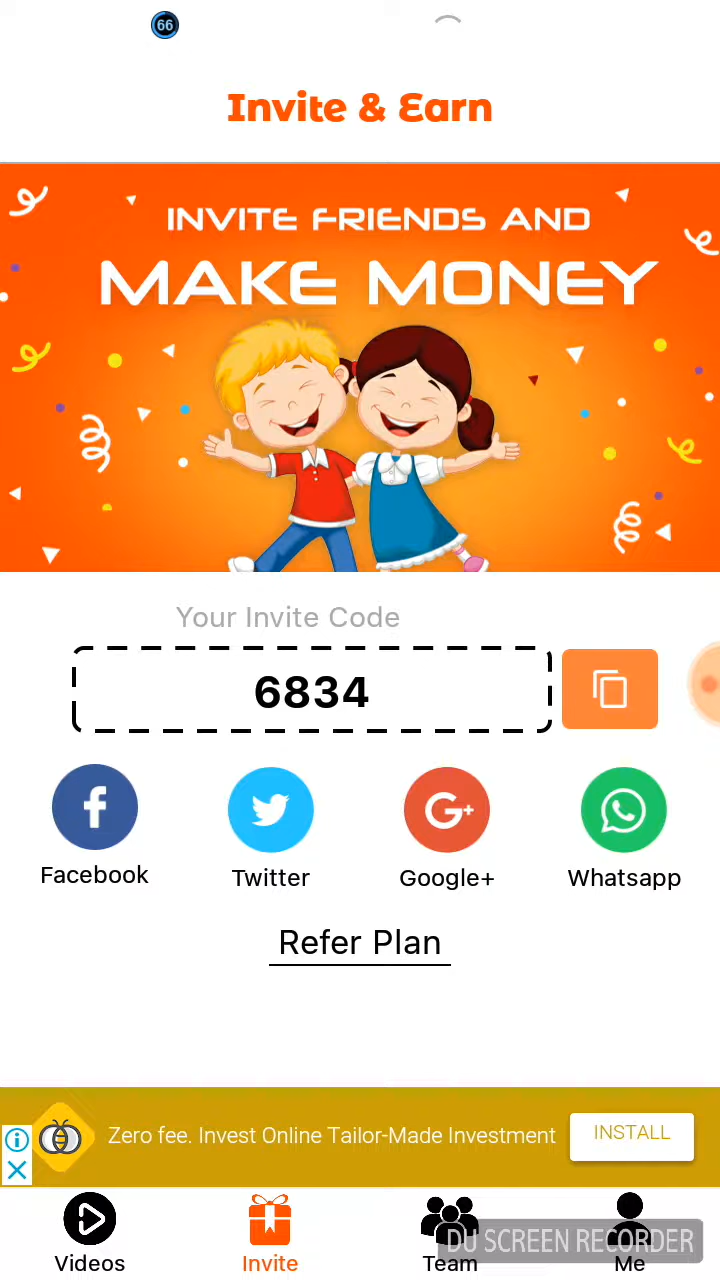 66
Invite & Earn
INVITE FRIENDS AND
MAKE MONEY
Your Invite Code
6834
Facebook
Twitter
Google+
Whatsapp
Refer Plan
Zero fee. Invest Online Tailor-Made Investment
INSTALL
Videos
Invite
Team
Me
DU SCREEN RECORDER